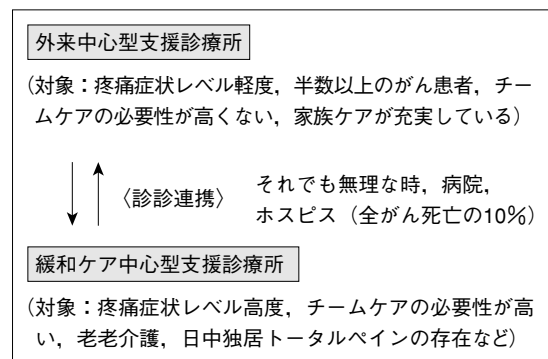 外来中心型支援診療所
（対象：疼痛症状レベル軽度，半数以上のがん患者，チー
ムケアの必要性が高くない，家族ケアが充実している）
〈診診連携〉
それでも無理な時，病院，
ホスピス（全がん死亡の10％）
緩和ケア中心型支援診療所
（対象：疼痛症状レベル高度，チームケアの必要性が高
い，老老介護，日中独居トータルペインの存在など）